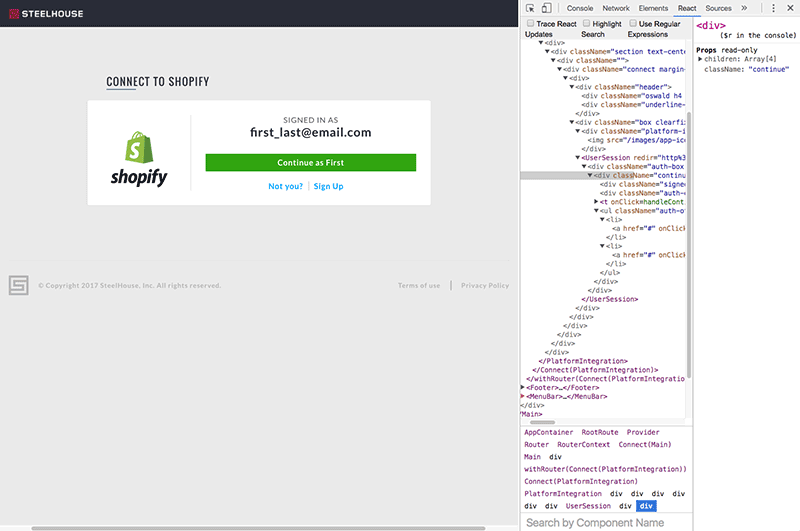 STEELHOUSE
CONNECT TO SHOPIFY
shopify
SIGNED IN AS
first_last@email.com
Continue as First
Not you? | Sign Up
© Copyright 2017 SteelHouse. Inc. All rights reserved.
Terms of use | Privacy Policy
Console Network Elements React Sources »
Trace React Updates
Highlight Search
Use Regular Expressions
▼<div>
▼<div className="section text-cente
▼<div className="">
▼<div className="connect margin-
▼<div>
▼<div className="header">
<div className="oswald h4
<div className="underline-
</div>
▼<div className="box clearfix
▼<div className="platform-i
<img src="/images/app-ico
</div>
▼<UserSession redir="http%3
▼<div className="auth-box
▼<div className="continu
<div className="signe
<div className="auth-
▶<t onClick=handleConti
▼<ul className="auth-o
▼<li>
<a href="#" onClick
</li>
▼<li>
<a href="#" onClick
</li>
</ul>
</div>
</div>
</UserSession>
</div>
</div>
</div>
</div>
</div>
</div>
</PlatformIntegration>
</Connect(PlatformIntegration)>
</withRouter(Connect(PlatformIntegration
▶<Footer>…</Footer>
▶<MenuBar>…</MenuBar>
</div>
/Main>
AppContainer RootRoute Provider
Router RouterContext Connect(Main)
Main div
withRouter(Connect(PlatformIntegration))
Connect(PlatformIntegration)
PlatformIntegration div div div div
div div UserSession div div
Search by Component Name
<div>
($r in the console)
Props read-only
▶children: Array[4]
className: "continue"